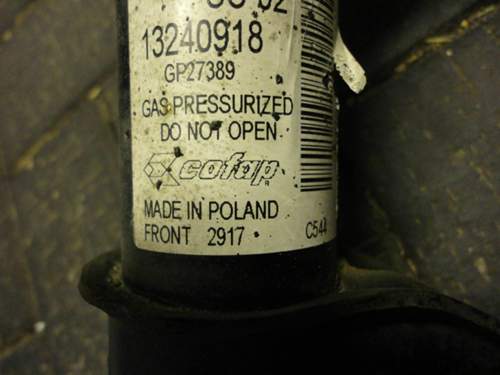 13240918
GP27389
GAS PRESSURIZED
DO NOT OPEN
cofap
MADE IN POLAND
FRONT 2917 C544